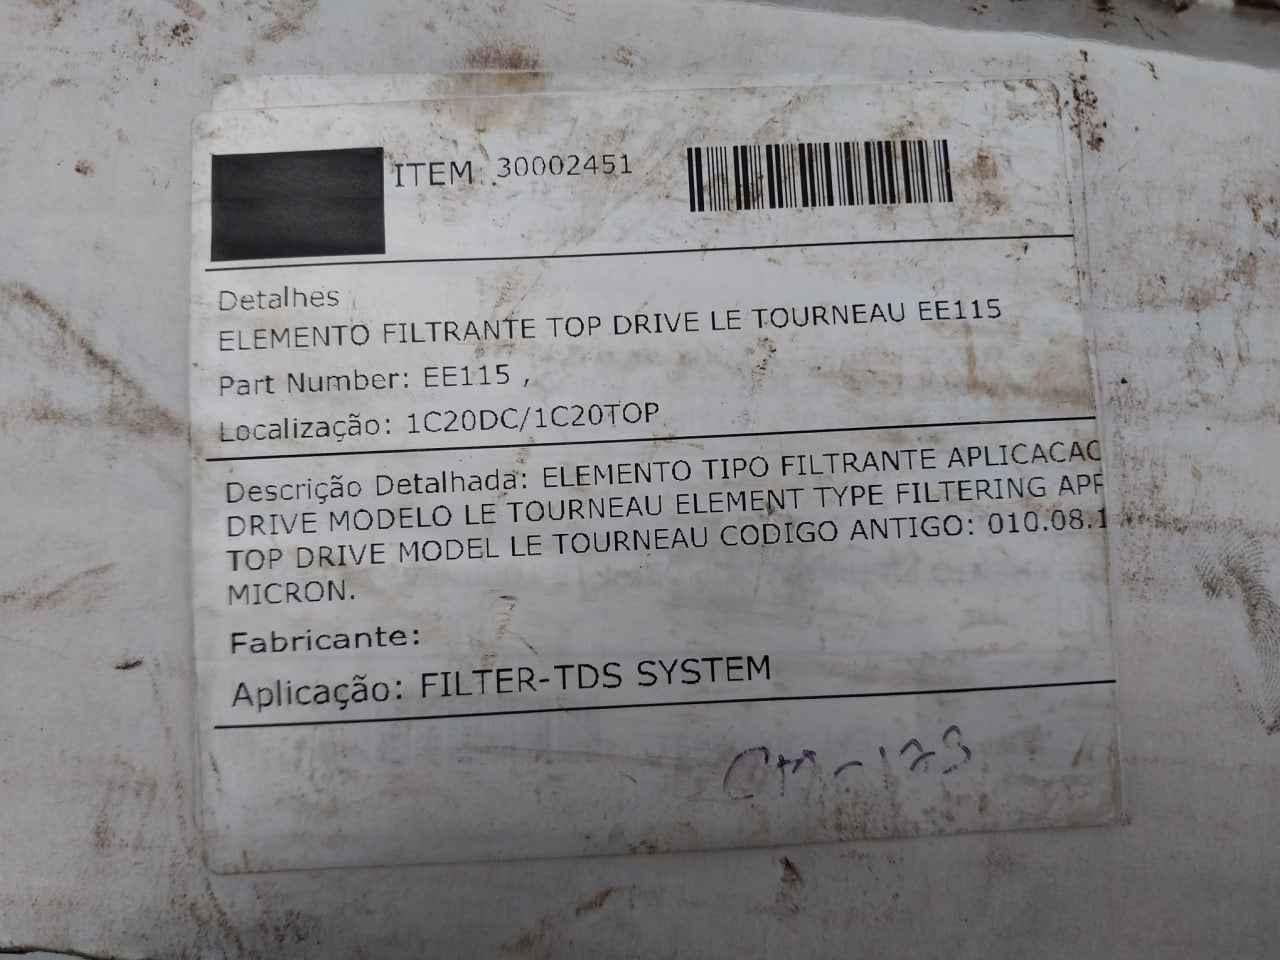 ITEM: 30002451
Detalhes
ELEMENTO FILTRANTE TOP DRIVE LE TOURNEAU EE115
Part Number: EE115 ,
Localização: 1C20DC/1C20TOP
Descrição Detalhada: ELEMENTO TIPO FILTRANTE APLICACAO
DRIVE MODELO LE TOURNEAU ELEMENT TYPE FILTERING
TOP DRIVE MODEL LE TOURNEAU CODIGO ANTIGO: 010.08.1
MICRON.
Fabricante:
Aplicação: FILTER-TDS SYSTEM